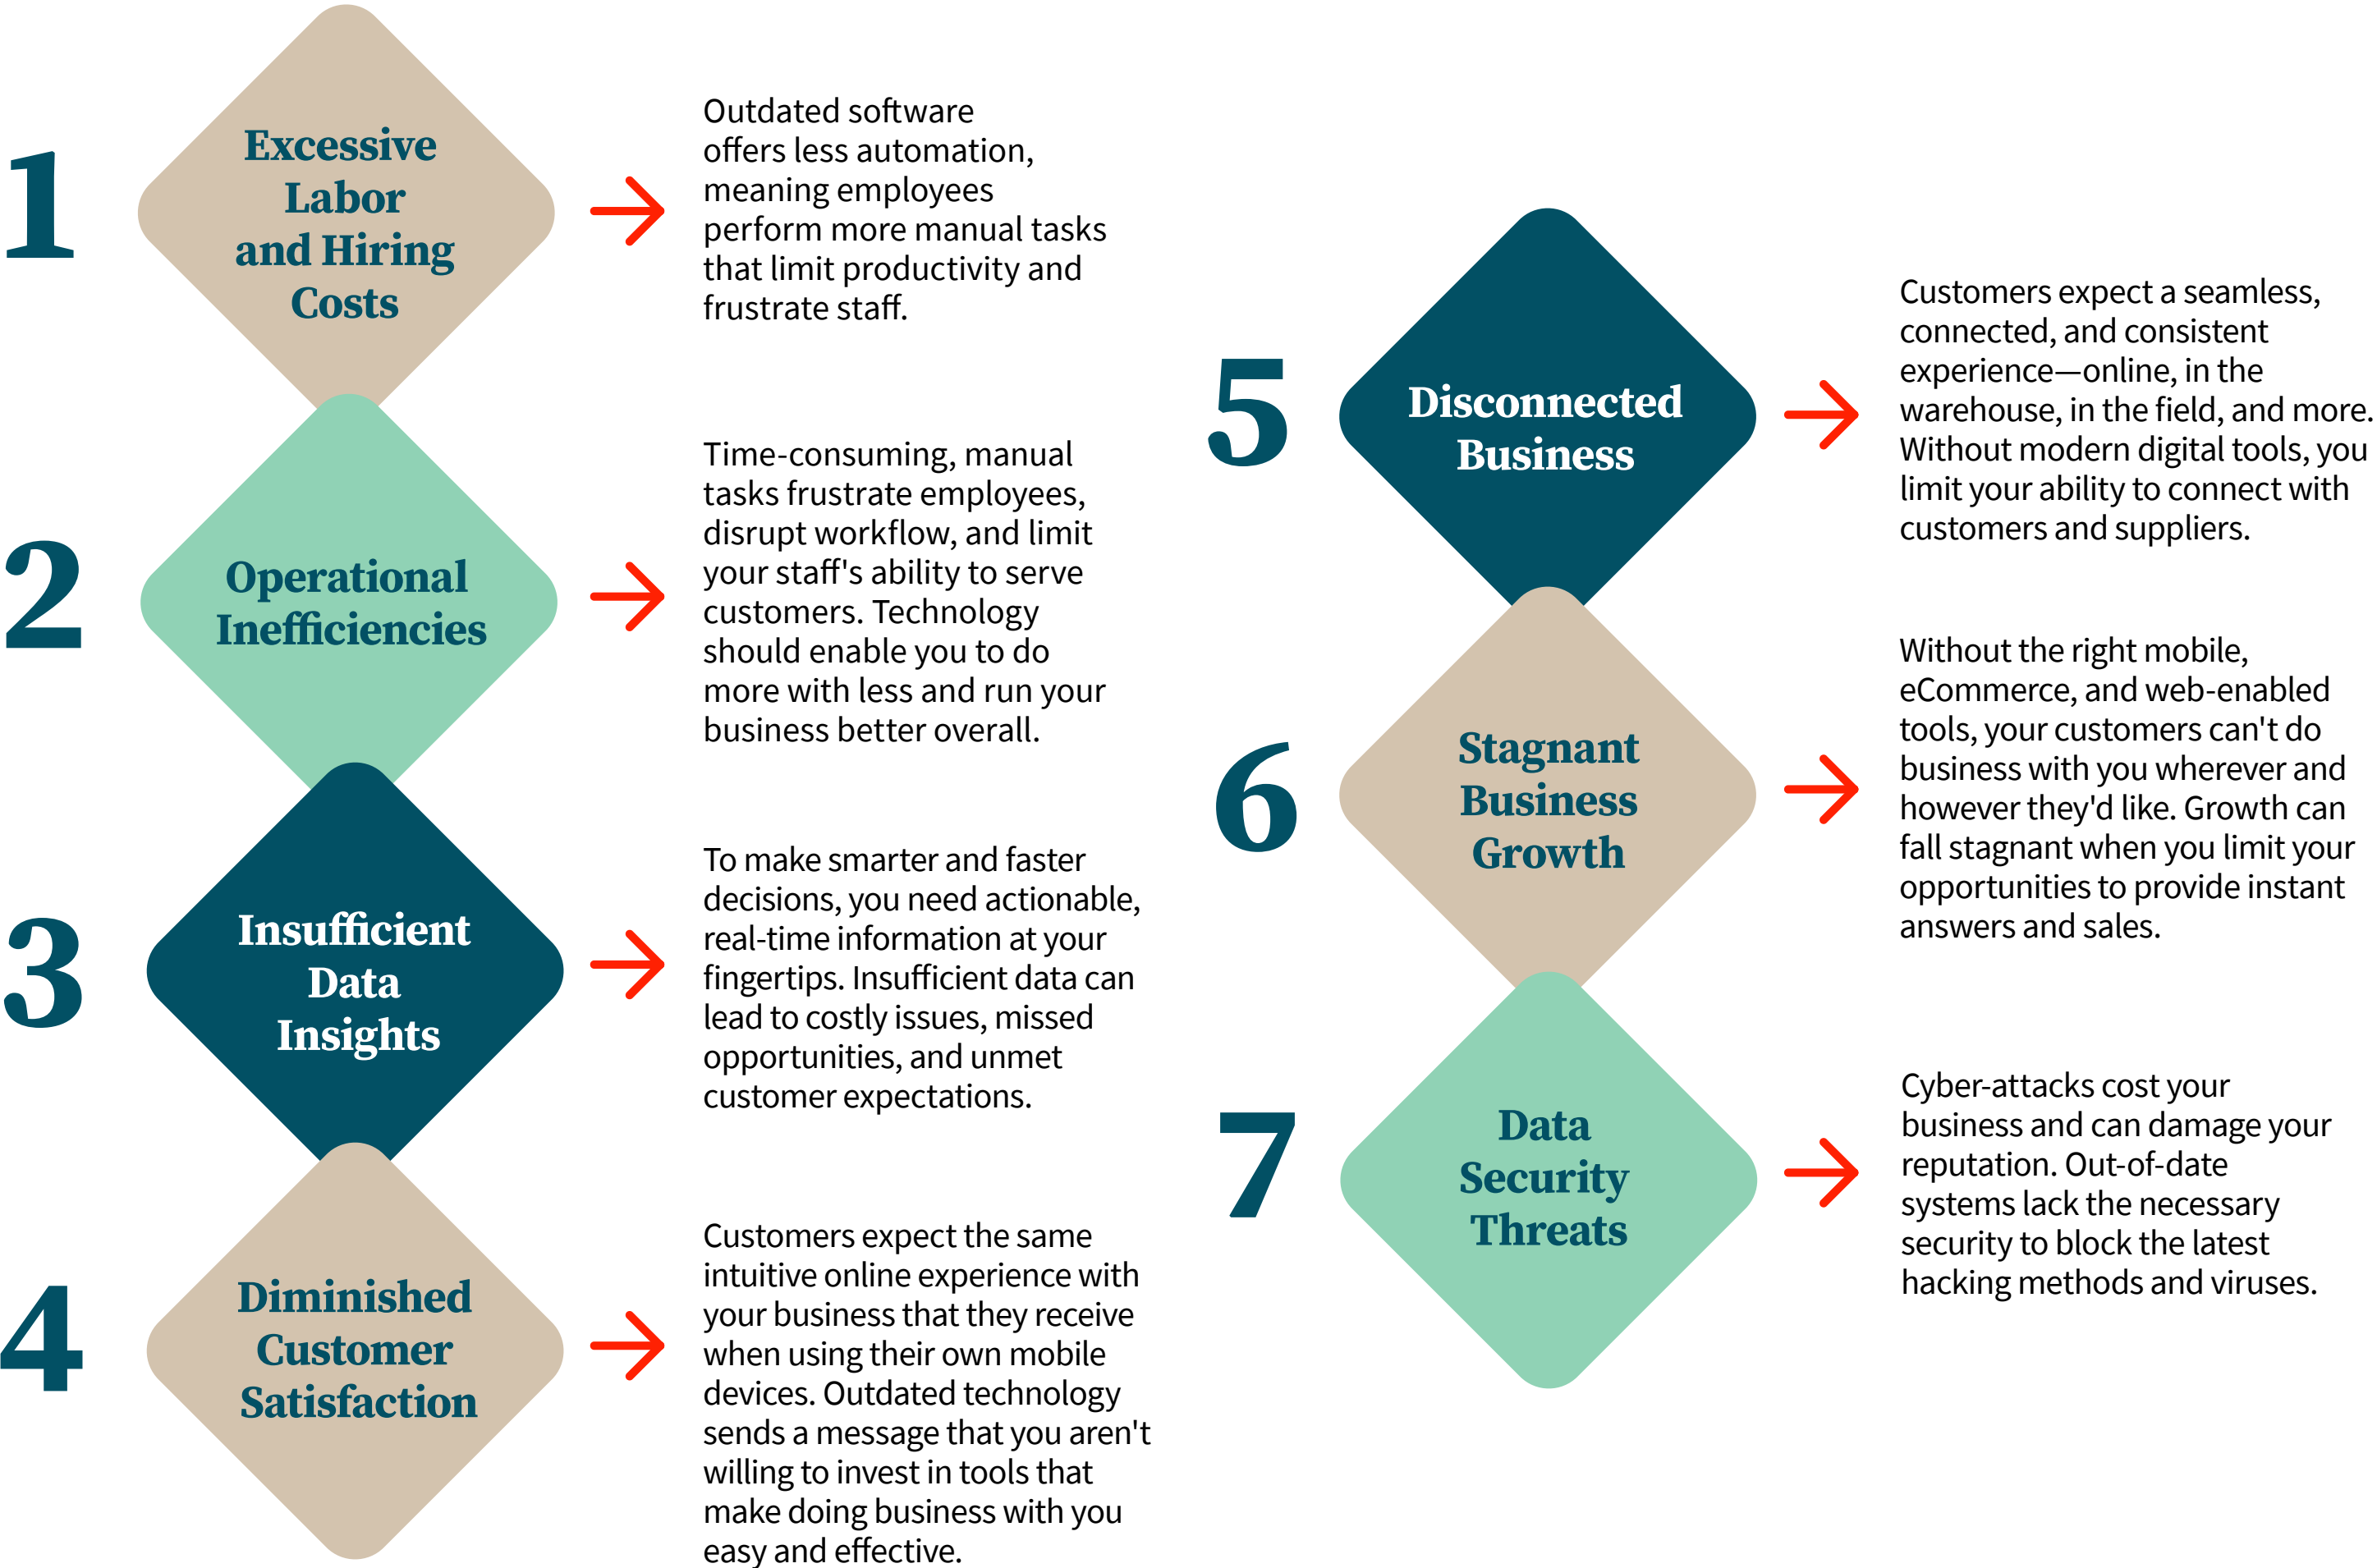 1
Excessive
Labor
and Hiring
Costs
Outdated software
offers less automation,
meaning employees
perform more manual tasks
that limit productivity and
frustrate staff.
2
Operational
Inefficiencies
Time-consuming, manual
tasks frustrate employees,
disrupt workflow, and limit
your staff's ability to serve
customers. Technology
should enable you to do
more with less and run your
business better overall.
3
Insufficient
Data
Insights
To make smarter and faster
decisions, you need actionable,
real-time information at your
fingertips. Insufficient data can
lead to costly issues, missed
opportunities, and unmet
customer expectations.
4
Diminished
Customer
Satisfaction
Customers expect the same
intuitive online experience with
your business that they receive
when using their own mobile
devices. Outdated technology
sends a message that you aren't
willing to invest in tools that
make doing business with you
easy and effective.
5
Disconnected
Business
Customers expect a seamless,
connected, and consistent
experience—online, in the
warehouse, in the field, and more.
Without modern digital tools, you
limit your ability to connect with
customers and suppliers.
6
Stagnant
Business
Growth
Without the right mobile,
eCommerce, and web-enabled
tools, your customers can't do
business with you wherever and
however they'd like. Growth can
fall stagnant when you limit your
opportunities to provide instant
answers and sales.
7
Data
Security
Threats
Cyber-attacks cost your
business and can damage your
reputation. Out-of-date
systems lack the necessary
security to block the latest
hacking methods and viruses.